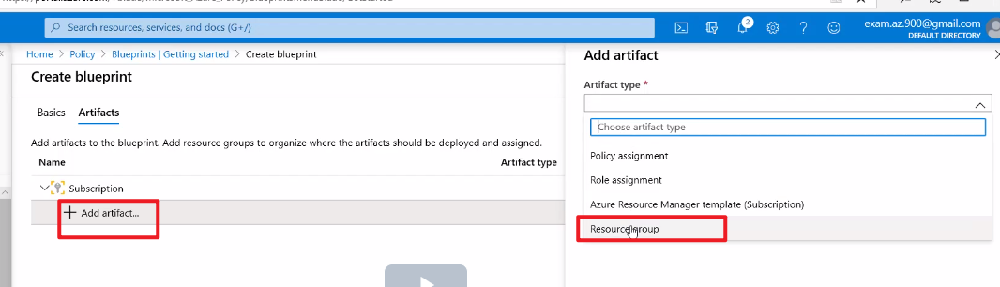 Search resources, services, and docs (G+/)
2
exam.az.900@gmail.com
DEFAULT DIRECTORY
Home > Policy > Blueprints | Getting started > Create blueprint
Create blueprint
Basics
Artifacts
Add artifacts to the blueprint. Add resource groups to organize where the artifacts should be deployed and assigned.
Name
Artifact type
Subscription
+ Add artifact...
Add artifact
Artifact type *
Choose artifact type
Policy assignment
Role assignment
Azure Resource Manager template (Subscription)
Resource group